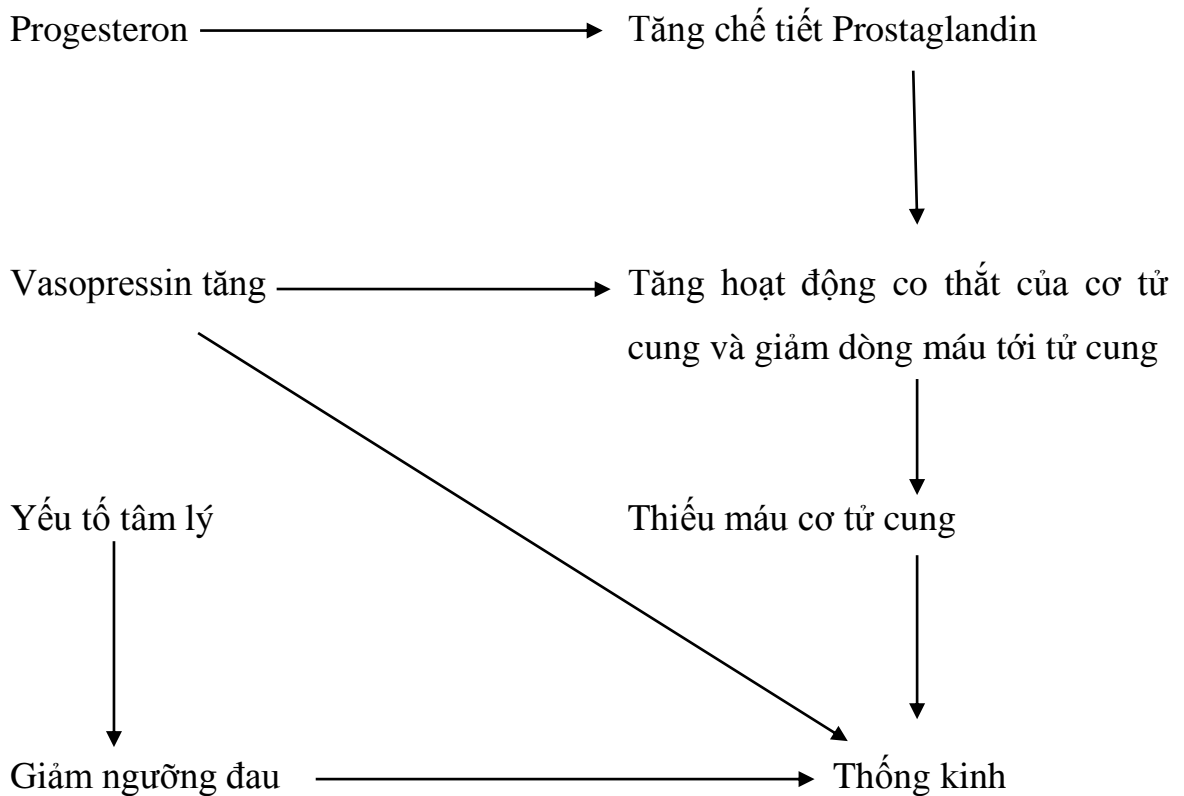 Progesteron
Tăng chế tiết Prostaglandin
Vasopressin tăng
Tăng hoạt động co thắt của cơ tử
cung và giảm dòng máu tới tử cung
Yếu tố tâm lý
Thiếu máu cơ tử cung
Giảm ngưỡng đau
Thống kinh